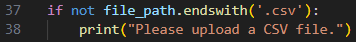 37 if not file_path.endswith('.csv'):
38 print("Please upload a CSV file.")